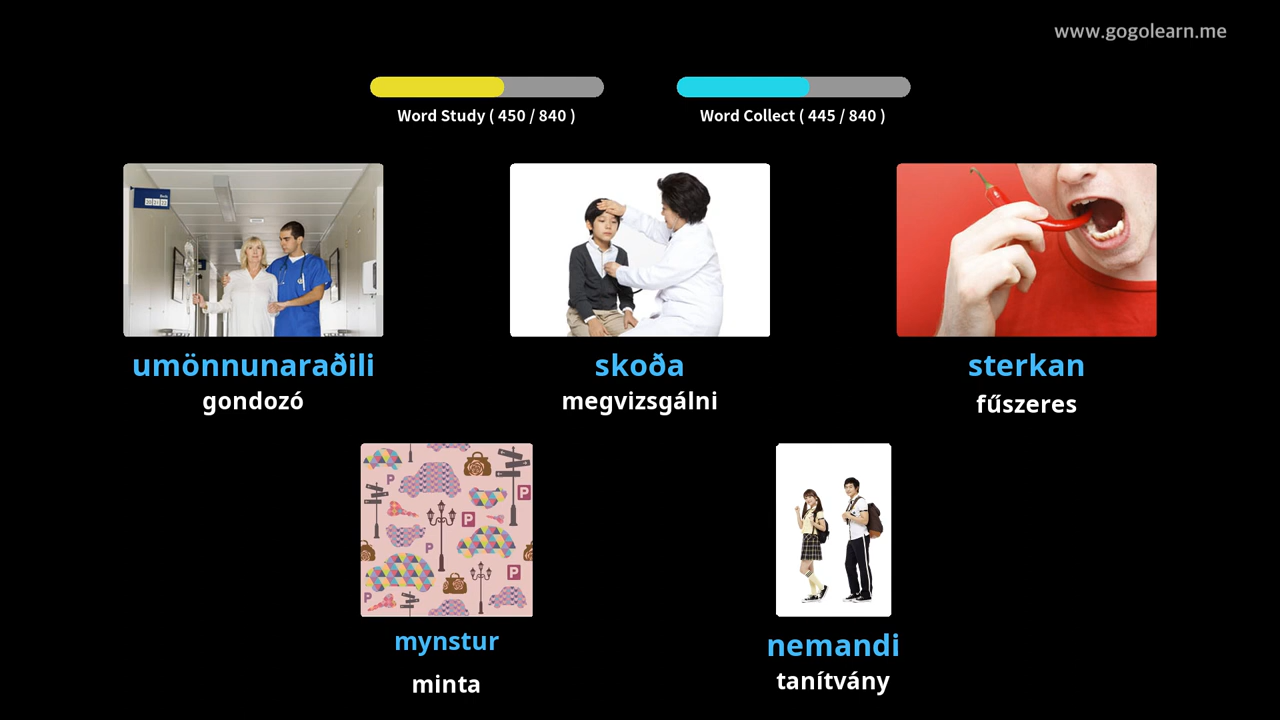 www.gogolearn.me
Word Study ( 450 / 840 )
Word Collect ( 445 / 840 )
umönnunaraðili
gondozó
skoða
megvizsgálni
sterkan
fűszeres
P
P
P
P
P
P
mynstur
minta
nemandi
tanítvány